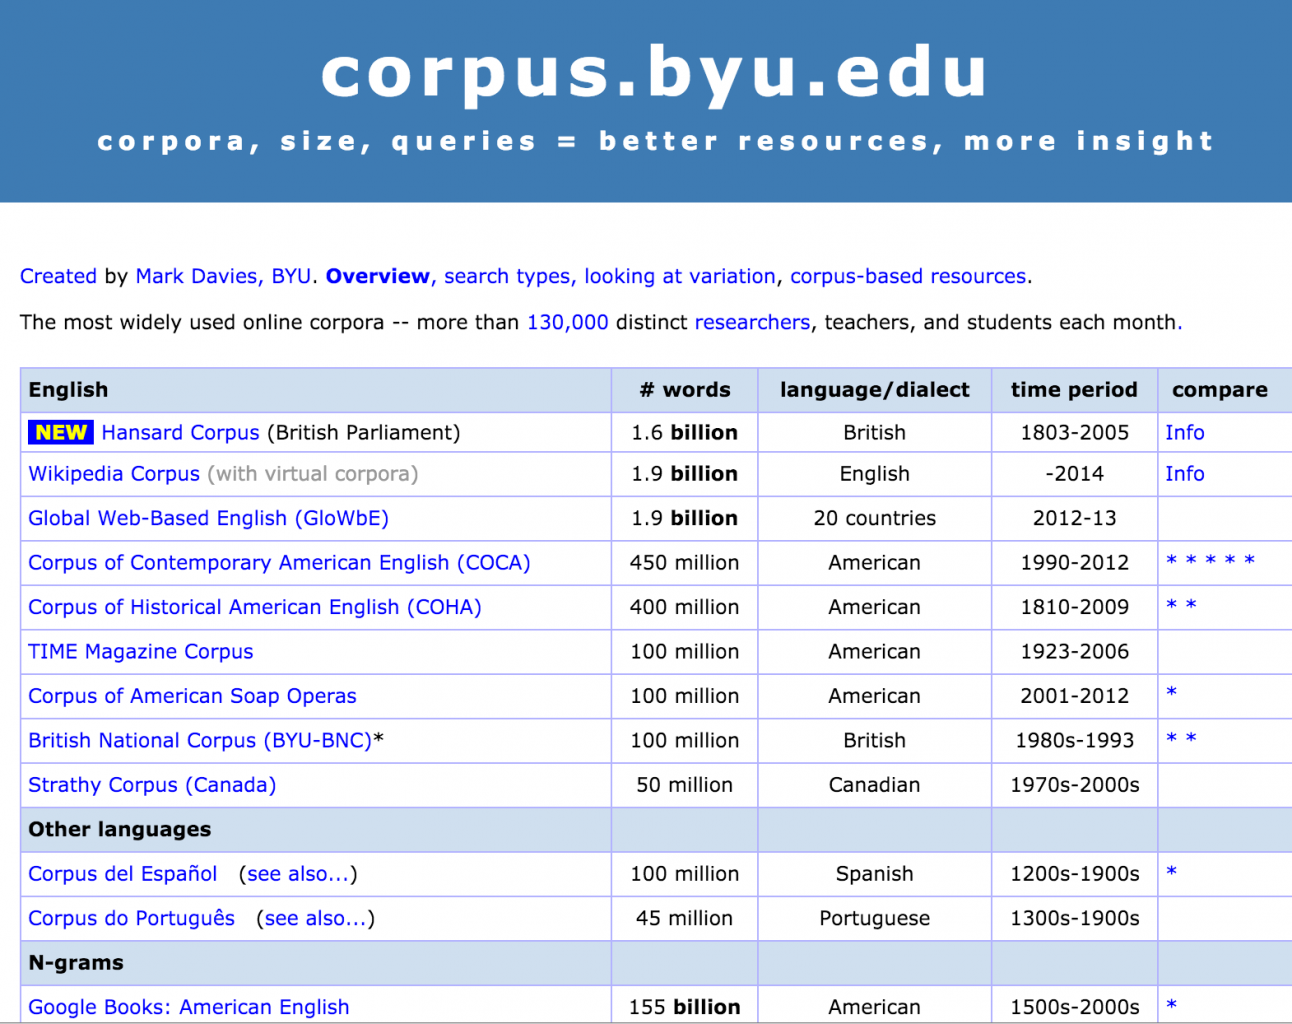 corpus.byu.edu
corpora, size, queries = better resources, more insight
Created by Mark Davies, BYU. Overview, search types, looking at variation, corpus-based resources.
The most widely used online corpora -- more than 130,000 distinct researchers, teachers, and students each month.
English # words language/dialect time period compare
NEW Hansard Corpus (British Parliament) 1.6 billion British 1803-2005 Info
Wikipedia Corpus (with virtual corpora) 1.9 billion English -2014 Info
Global Web-Based English (GloWbE) 1.9 billion 20 countries 2012-13
Corpus of Contemporary American English (COCA) 450 million American 1990-2012 * * * * *
Corpus of Historical American English (COHA) 400 million American 1810-2009 * *
TIME Magazine Corpus 100 million American 1923-2006
Corpus of American Soap Operas 100 million American 2001-2012 *
British National Corpus (BYU-BNC)* 100 million British 1980s-1993 * *
Strathy Corpus (Canada) 50 million Canadian 1970s-2000s
Other languages
Corpus del Español (see also...) 100 million Spanish 1200s-1900s *
Corpus do Português (see also...) 45 million Portuguese 1300s-1900s
N-grams
Google Books: American English 155 billion American 1500s-2000s *